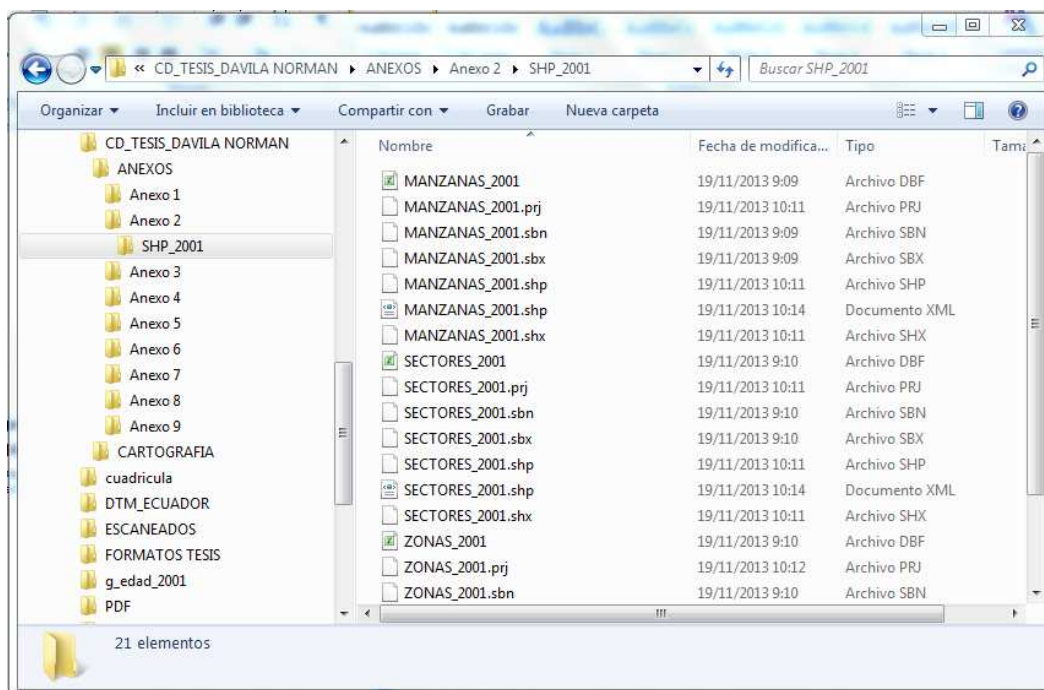 « CD_TESIS_DAVILA NORMAN ▸ ANEXOS ▸ Anexo 2 ▸ SHP_2001
Buscar SHP_2001
Organizar Incluir en biblioteca Compartir con Grabar Nueva carpeta
CD_TESIS_DAVILA NORMAN
ANEXOS
Anexo 1
Anexo 2
SHP_2001
Anexo 3
Anexo 4
Anexo 5
Anexo 6
Anexo 7
Anexo 8
Anexo 9
CARTOGRAFIA
cuadricula
DTM_ECUADOR
ESCANEADOS
FORMATOS TESIS
g_edad_2001
PDF
Nombre Fecha de modifica... Tipo Tama
MANZANAS_2001 19/11/2013 9:09 Archivo DBF
MANZANAS_2001.prj 19/11/2013 10:11 Archivo PRJ
MANZANAS_2001.sbn 19/11/2013 9:09 Archivo SBN
MANZANAS_2001.sbx 19/11/2013 9:09 Archivo SBX
MANZANAS_2001.shp 19/11/2013 10:11 Archivo SHP
MANZANAS_2001.shp 19/11/2013 10:14 Documento XML
MANZANAS_2001.shx 19/11/2013 10:11 Archivo SHX
SECTORES_2001 19/11/2013 9:10 Archivo DBF
SECTORES_2001.prj 19/11/2013 10:11 Archivo PRJ
SECTORES_2001.sbn 19/11/2013 9:10 Archivo SBN
SECTORES_2001.sbx 19/11/2013 9:10 Archivo SBX
SECTORES_2001.shp 19/11/2013 10:11 Archivo SHP
SECTORES_2001.shp 19/11/2013 10:14 Documento XML
SECTORES_2001.shx 19/11/2013 10:11 Archivo SHX
ZONAS_2001 19/11/2013 9:10 Archivo DBF
ZONAS_2001.prj 19/11/2013 10:12 Archivo PRJ
ZONAS_2001.sbn 19/11/2013 9:10 Archivo SBN
21 elementos